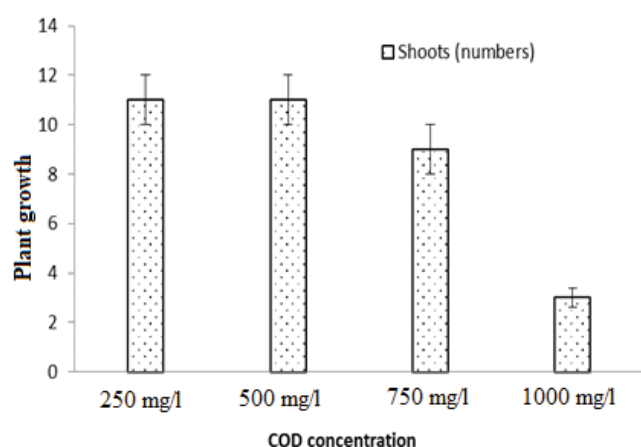 14
12
10
8
6
4
2
0
Plant growth
Shoots (numbers)
250 mg/l 500 mg/l 750 mg/l 1000 mg/l
COD concentration